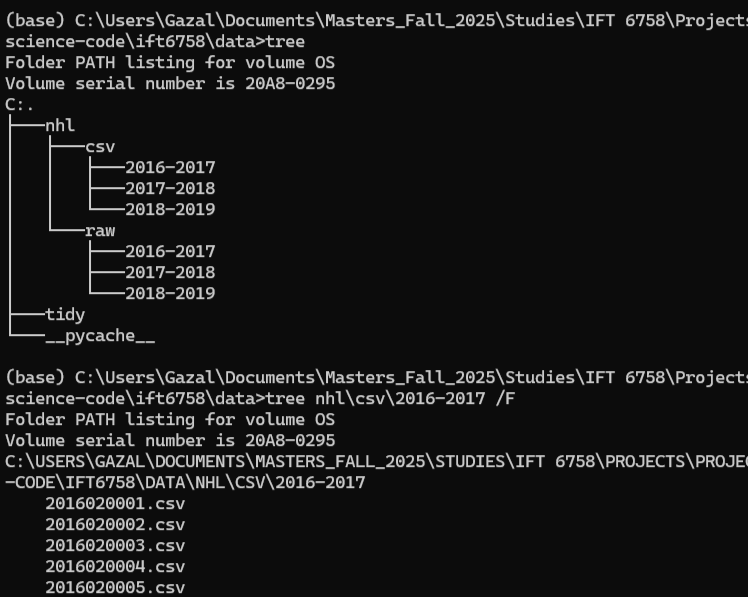 (base) C:\Users\Gazal\Documents\Masters_Fall_2025\Studies\IFT 6758\Projects
science-code\ift6758\data>tree
Folder PATH listing for volume OS
Volume serial number is 20A8-0295
C:.
├───nhl
│   ├───csv
│   │   ├───2016-2017
│   │   ├───2017-2018
│   │   └───2018-2019
│   └───raw
│       ├───2016-2017
│       ├───2017-2018
│       └───2018-2019
├───tidy
└───__pycache__
(base) C:\Users\Gazal\Documents\Masters_Fall_2025\Studies\IFT 6758\Projects
science-code\ift6758\data>tree nhl\csv\2016-2017 /F
Folder PATH listing for volume OS
Volume serial number is 20A8-0295
C:\USERS\GAZAL\DOCUMENTS\MASTERS_FALL_2025\STUDIES\IFT 6758\PROJECTS\PROJEC
-CODE\IFT6758\DATA\NHL\CSV\2016-2017
2016020001.csv
2016020002.csv
2016020003.csv
2016020004.csv
2016020005.csv